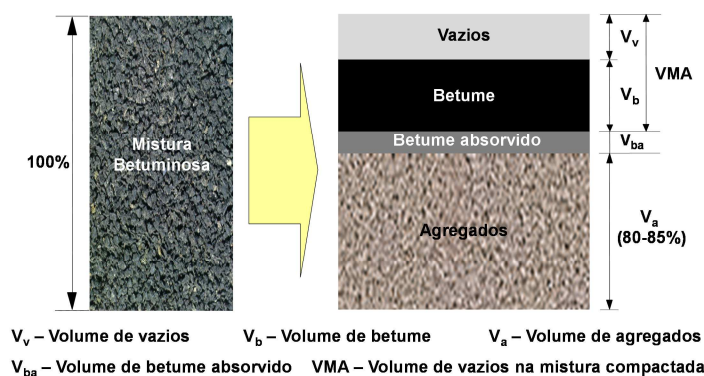 100%
Mistura
Betuminosa
Vazios
Betume
Betume absorvido
Agregados
Vv
Vb
VMA
Vba
Va
(80-85%)
Vv – Volume de vazios Vb – Volume de betume Va – Volume de agregados
Vba – Volume de betume absorvido VMA – Volume de vazios na mistura compactada